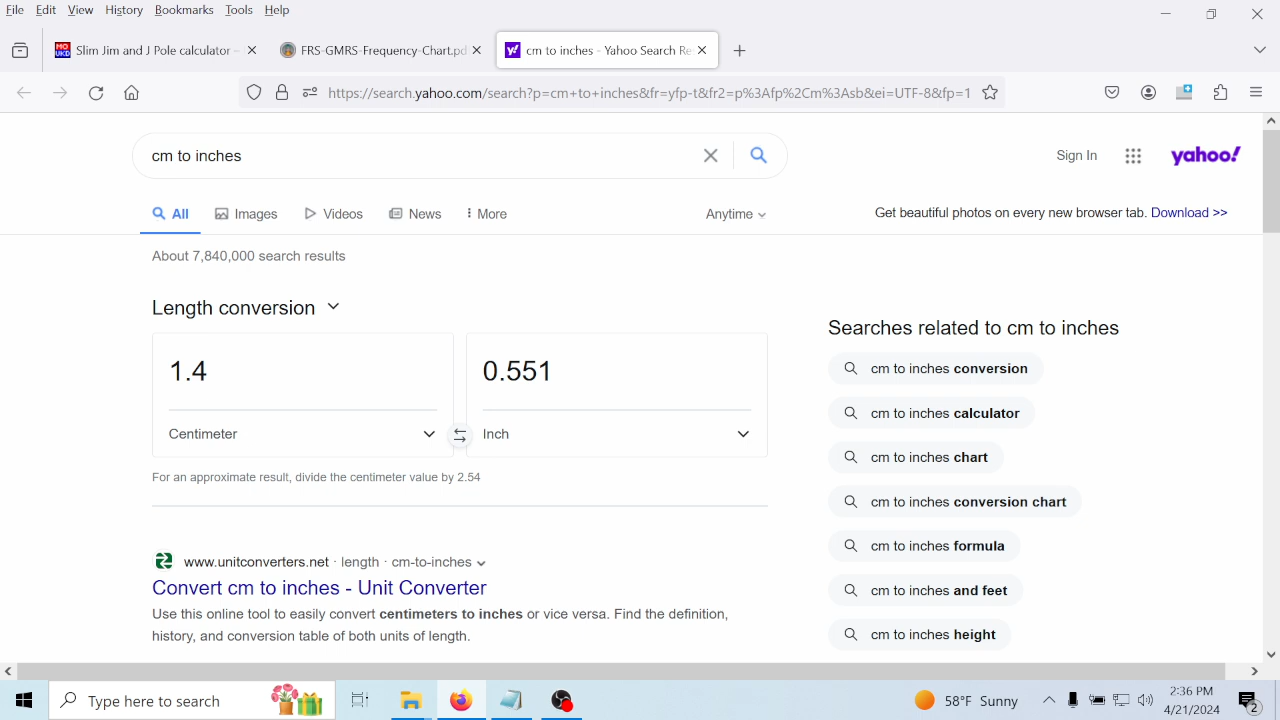 File Edit View History Bookmarks Tools Help
Slim Jim and J Pole calculator – FRS-GMRS-Frequency-Chart.pd cm to inches - Yahoo Search Re
https://search.yahoo.com/search?p=cm+to+inches&fr=yfp-t&fr2=p%3Afp%2Cm%3Asb&ei=UTF-8&fp=1
cm to inches
Sign In
yahoo!
All Images Videos News More Anytime
Get beautiful photos on every new browser tab. Download >>
About 7,840,000 search results
Length conversion
1.4 0.551
Centimeter Inch
For an approximate result, divide the centimeter value by 2.54
www.unitconverters.net · length · cm-to-inches
Convert cm to inches - Unit Converter
Use this online tool to easily convert centimeters to inches or vice versa. Find the definition,
history, and conversion table of both units of length.
Searches related to cm to inches
cm to inches conversion
cm to inches calculator
cm to inches chart
cm to inches conversion chart
cm to inches formula
cm to inches and feet
cm to inches height
Type here to search
58°F Sunny
2:36 PM
4/21/2024
2